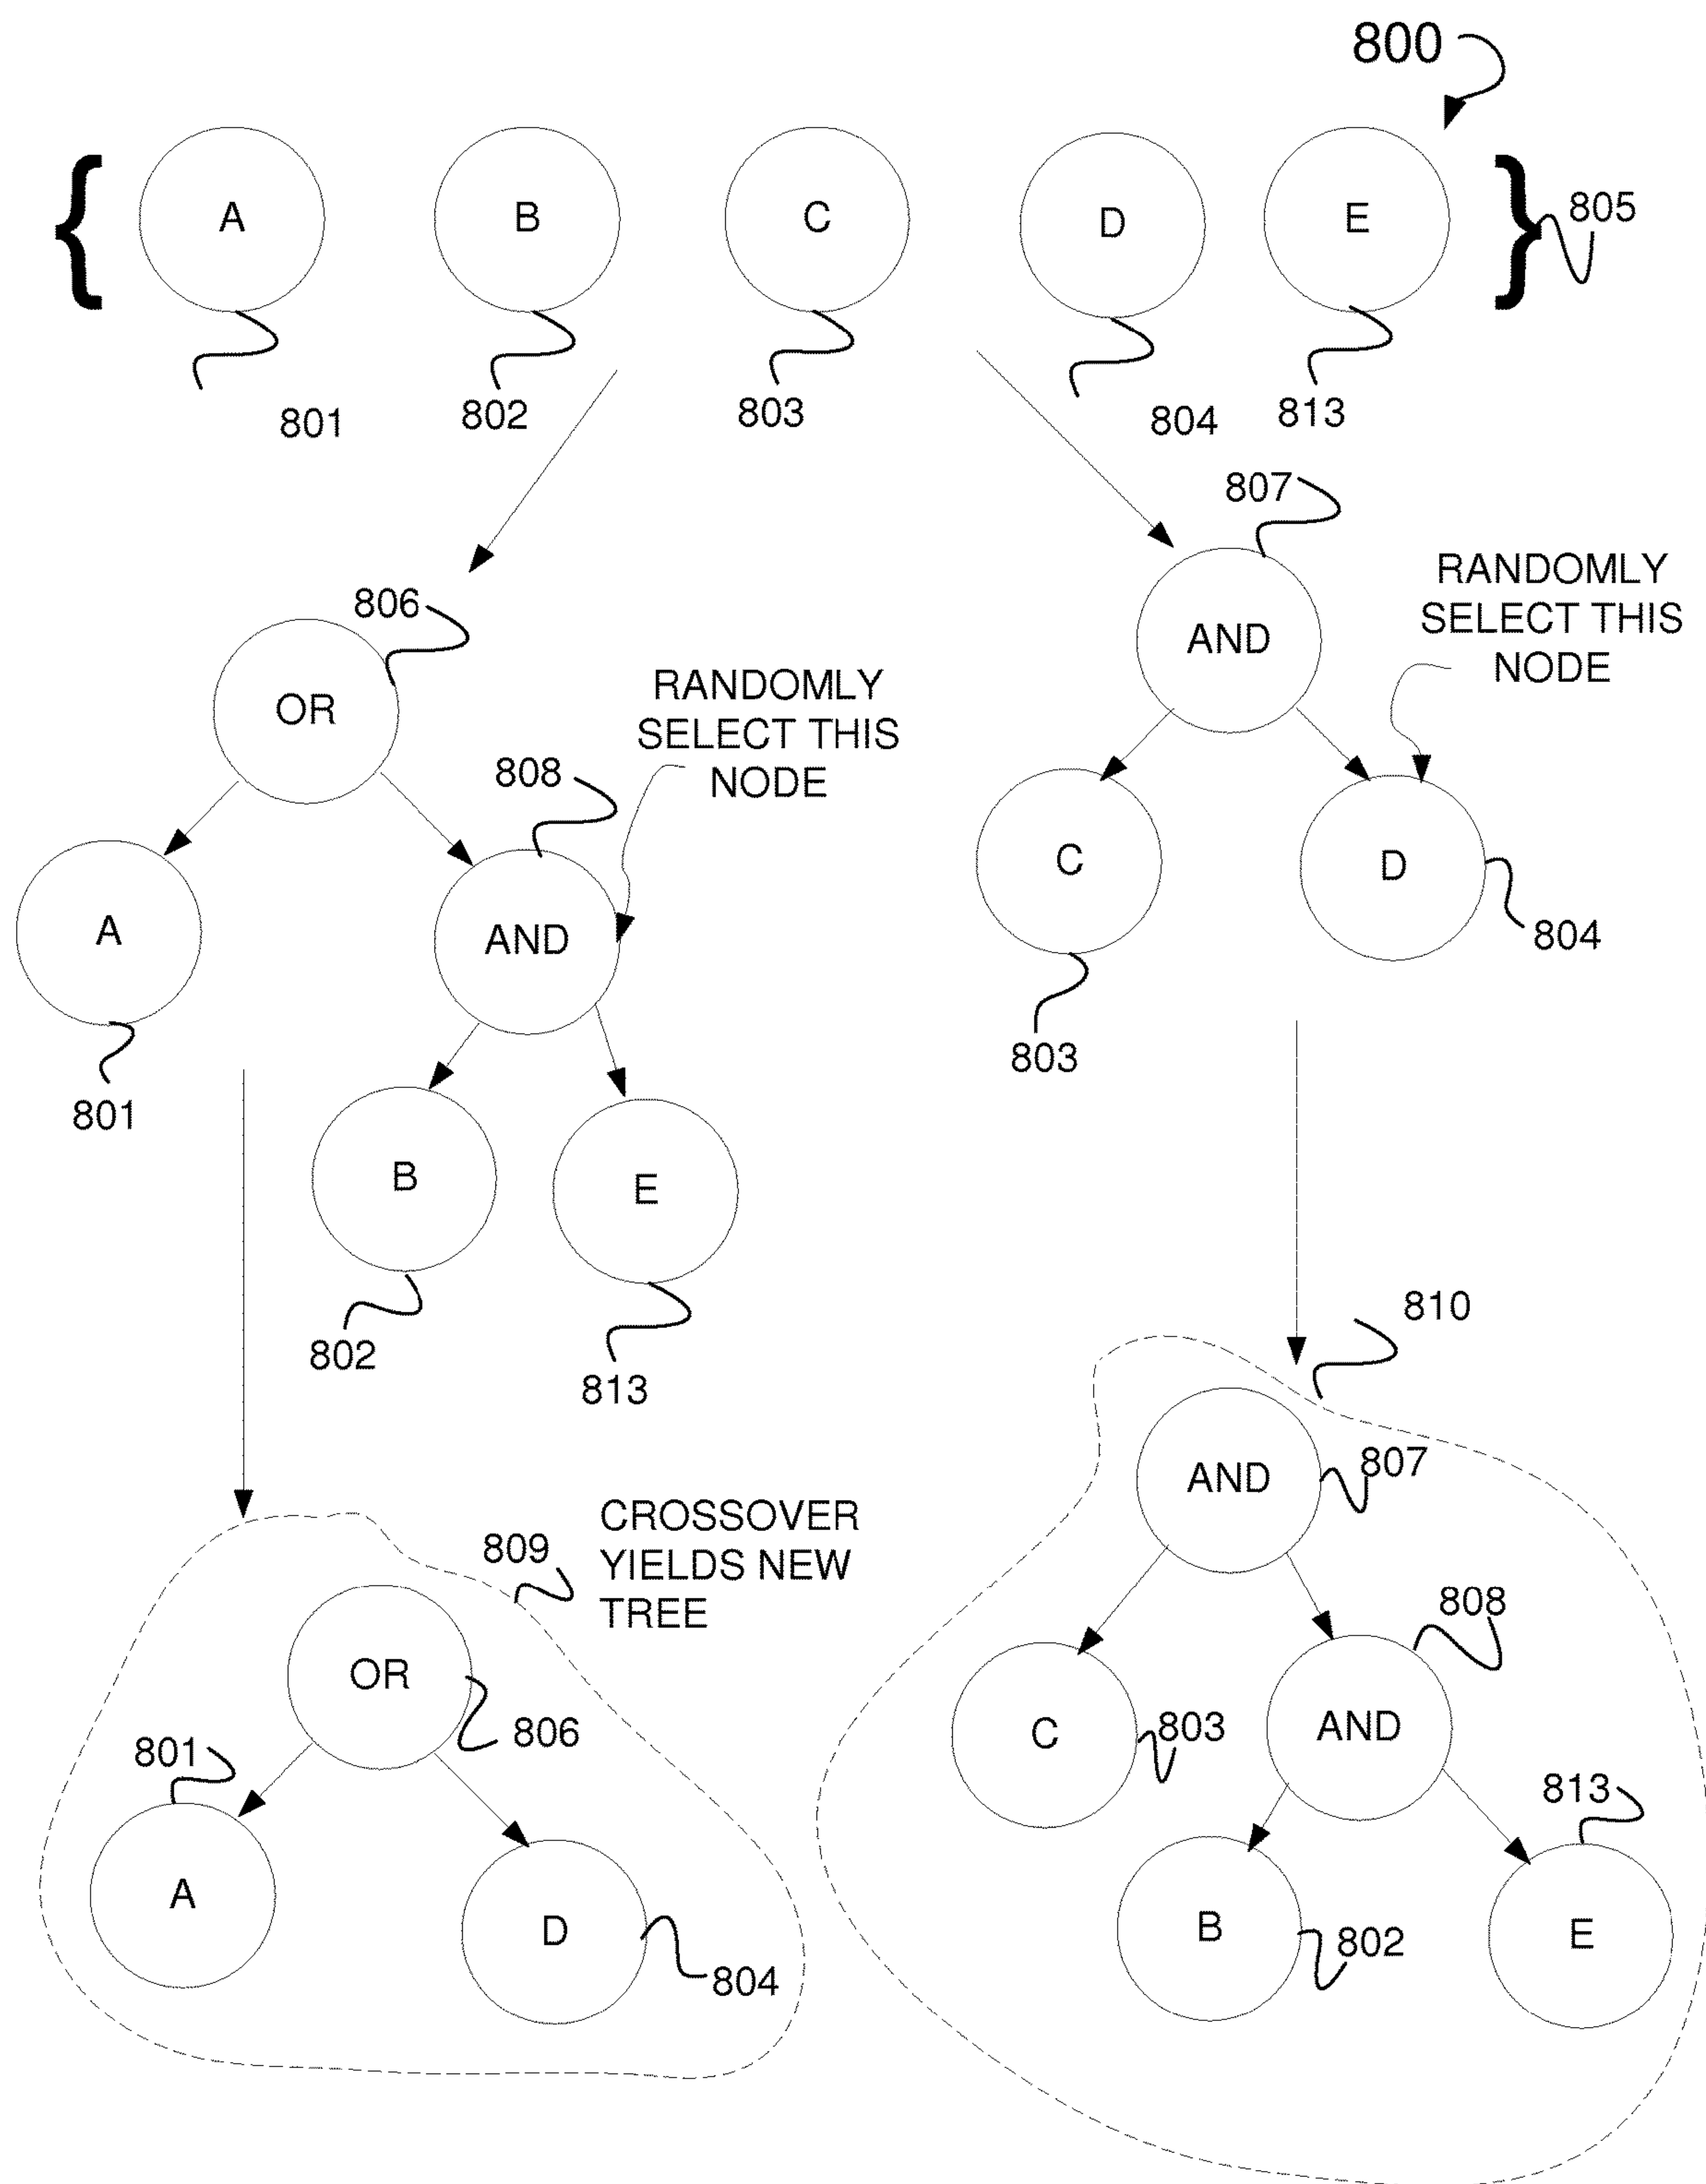 800
{ A B C D E }
805
801 802 803 804 813
807
RANDOMLY
SELECT THIS
NODE
806
AND
OR
RANDOMLY
SELECT THIS
NODE
808
C
D
A
AND
804
803
801
B
E
802
813
810
AND
807
CROSSOVER
YIELDS NEW
TREE
809
808
OR
806
C
803
AND
801
813
A
D
804
B
802
E